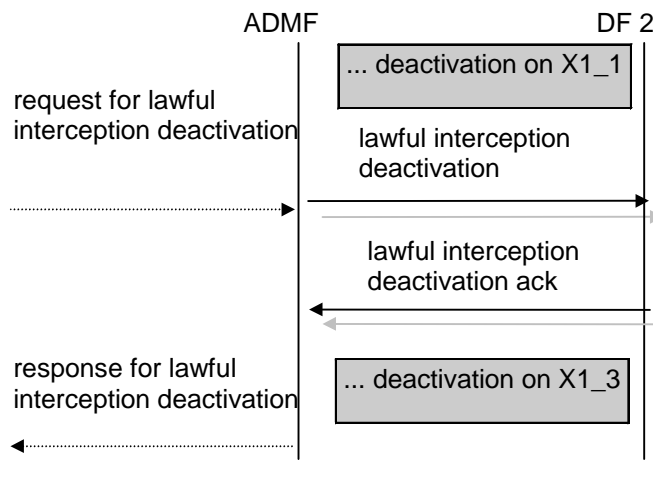 ADMF
DF 2
... deactivation on X1_1
request for lawful
interception deactivation
lawful interception
deactivation
lawful interception
deactivation ack
response for lawful
interception deactivation
... deactivation on X1_3